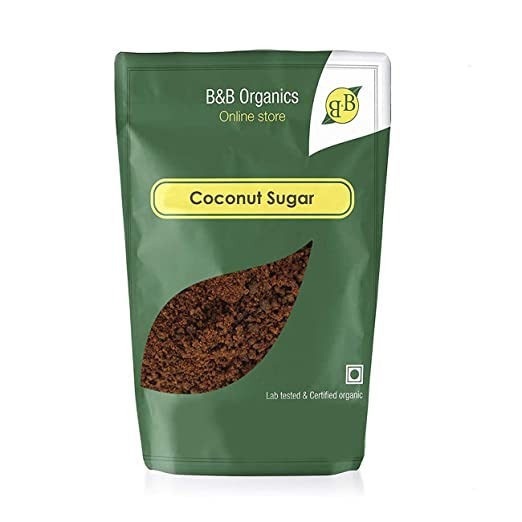 B&B Organics
Online store
B·B
Coconut Sugar
Lab tested & Certified organic